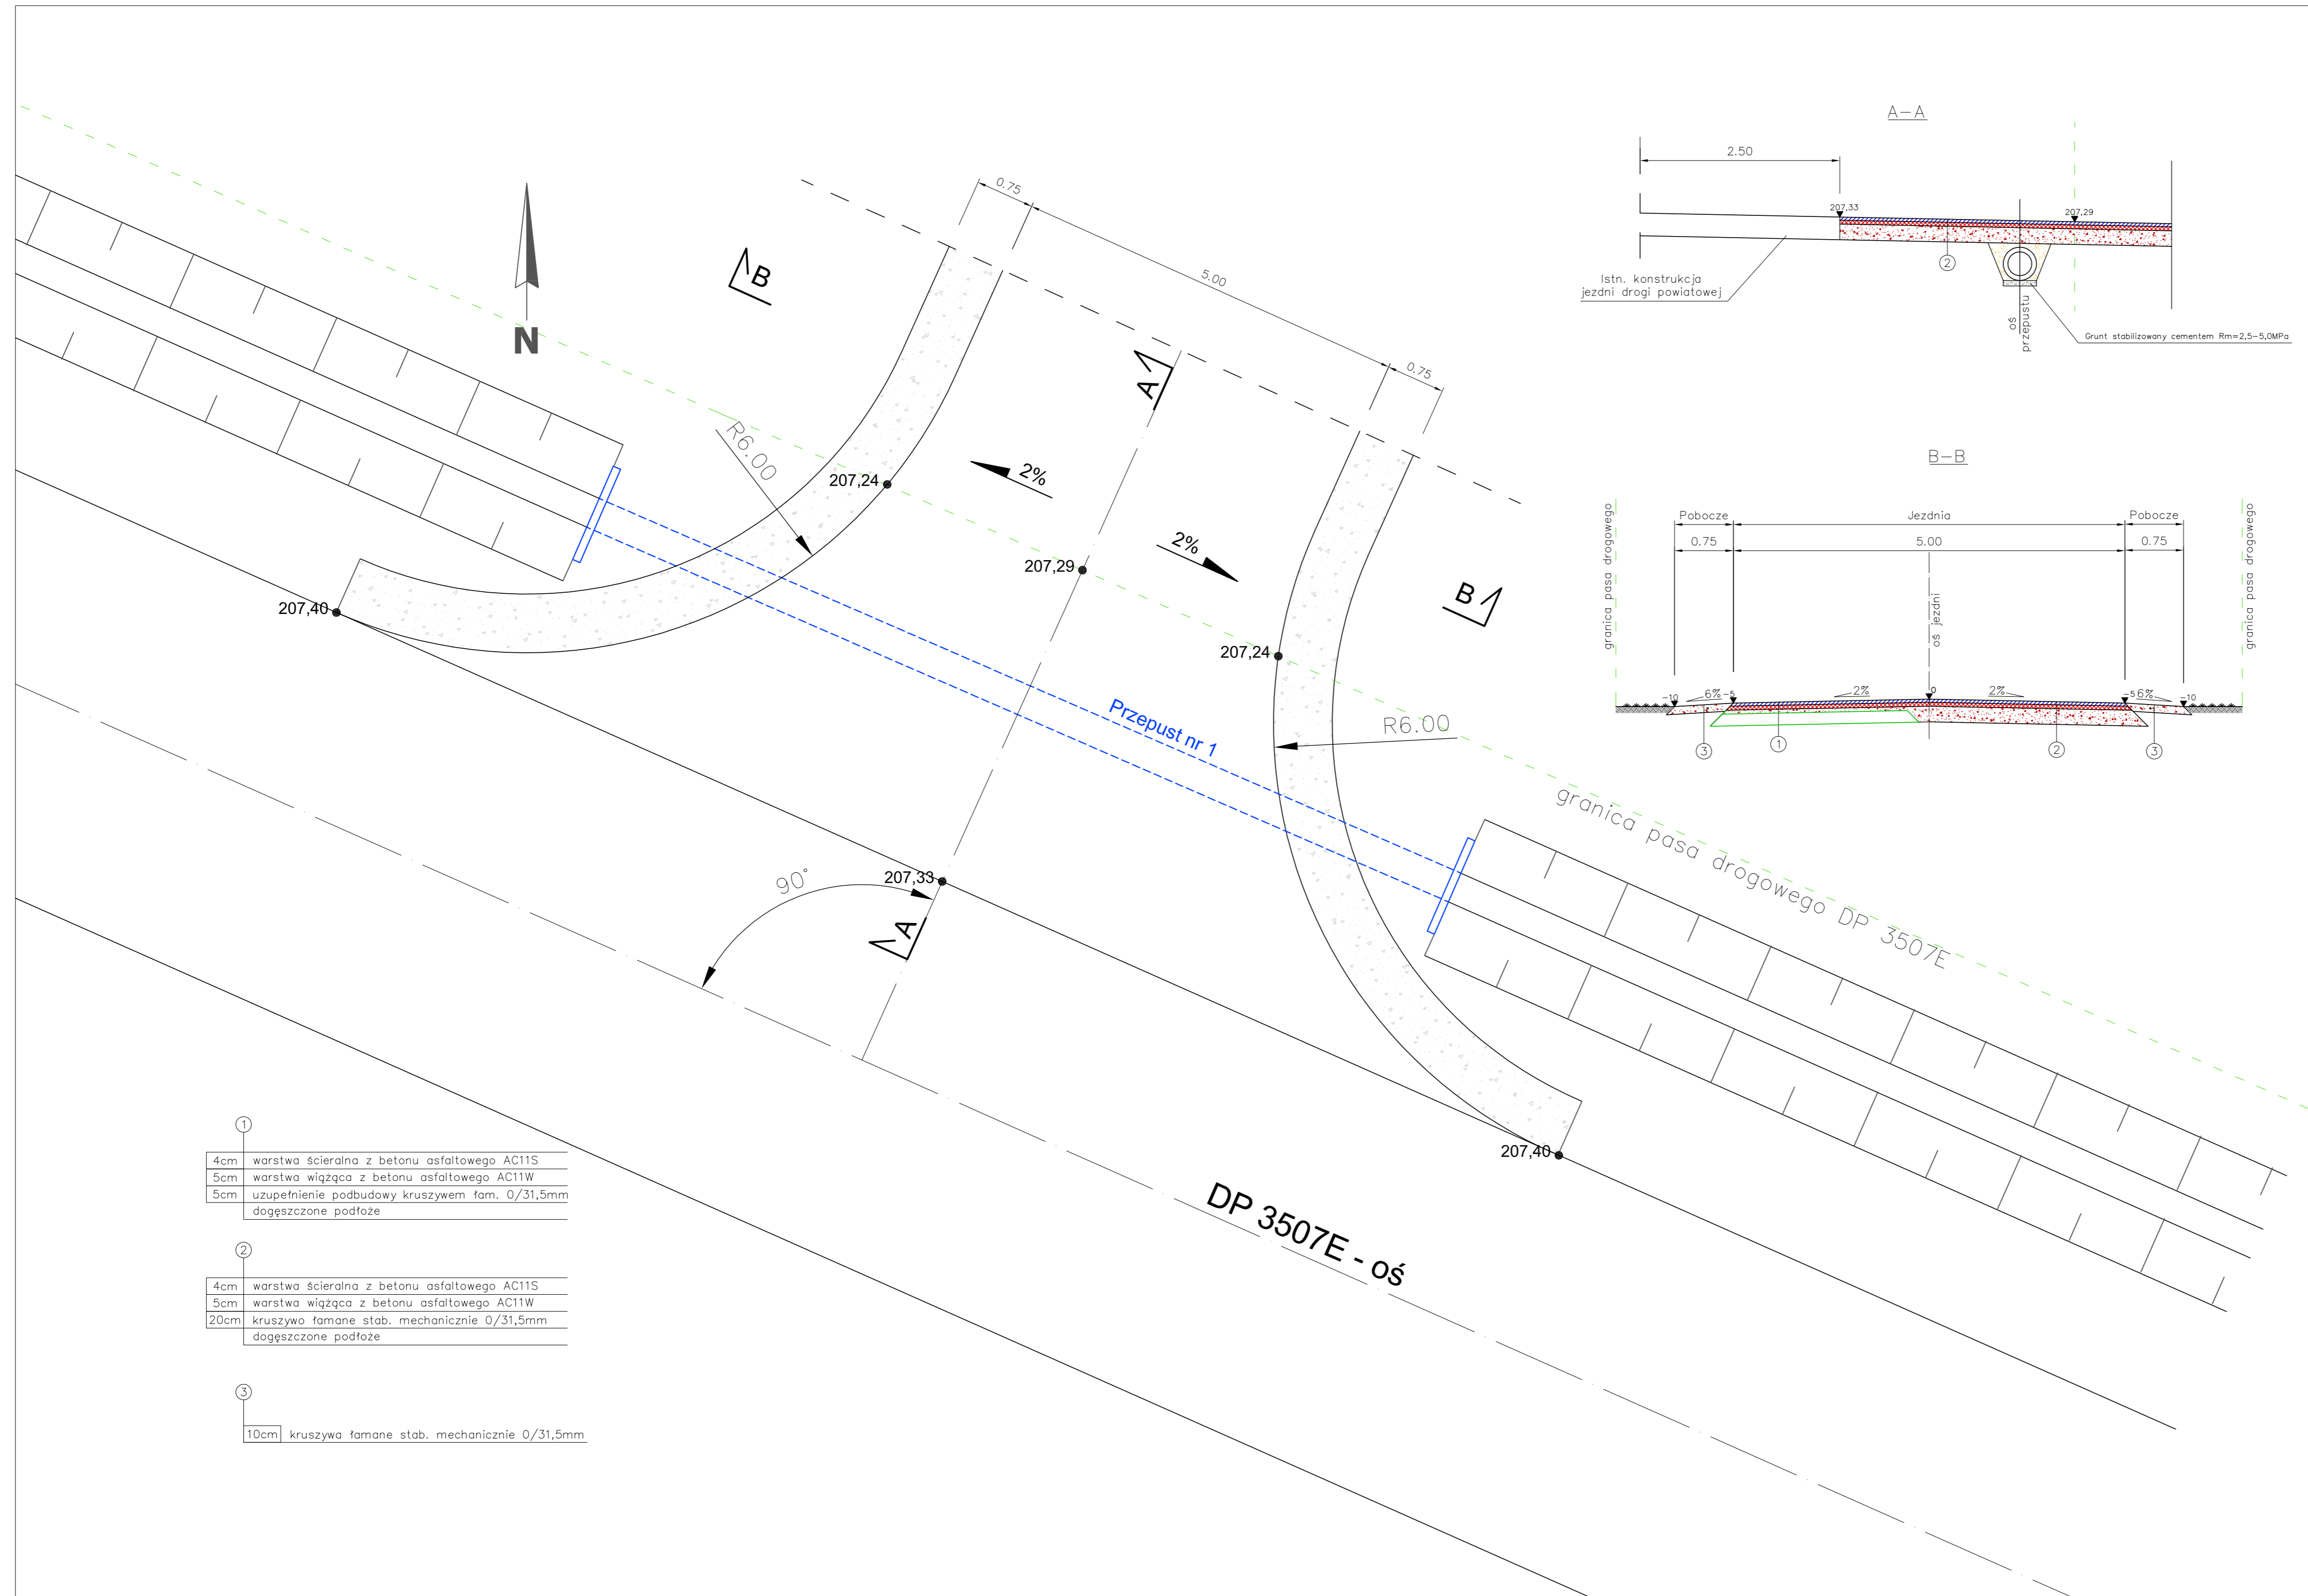 0.75
5.00
0.75
N
B
A
R6.00
207,24
2%
2%
207,29
B
207,24
R6.00
207,40
Przepust nr 1
90°
207,33
A
granica pasa drogowego DP 3507E
207,40
DP 3507E - oś
A-A
2.50
207,33
207,29
2
Istn. konstrukcja
jezdni drogi powiatowej
oś
przepustu
Grunt stabilizowany cementem Rm=2,5-5,0MPa
B-B
granica pasa drogowego
granica pasa drogowego
Pobocze
Jezdnia
Pobocze
0.75
5.00
0.75
oś jezdni
-10
6%
-5
2%
0
2%
-5
6%
-10
3
1
2
3
1
4cm warstwa ścieralna z betonu asfaltowego AC11S
5cm warstwa wiążąca z betonu asfaltowego AC11W
5cm uzupełnienie podbudowy kruszywem łam. 0/31,5mm
dogęszczone podłoże
2
4cm warstwa ścieralna z betonu asfaltowego AC11S
5cm warstwa wiążąca z betonu asfaltowego AC11W
20cm kruszywo łamane stab. mechanicznie 0/31,5mm
dogęszczone podłoże
3
10cm kruszywa łamane stab. mechanicznie 0/31,5mm